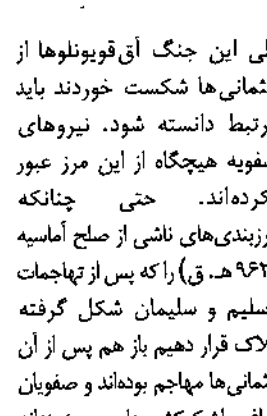 لی این جنگ آق‌قویونلوها از
ثمانی‌ها شکست خوردند باید
رتبط دانسته شود. نیروهای
صفویه هیچگاه از این مرز عبور
کرده‌اند. حتی چنانکه
رزبندی‌های ناشی از صلح آماسیه
۹۶۲ هـ. ق) را که پس از تهاجمات
سلیم و سلیمان شکل گرفته
لاک قرار دهیم باز هم پس از آن
ثمانی‌ها مهاجم بوده‌اند و صفویان